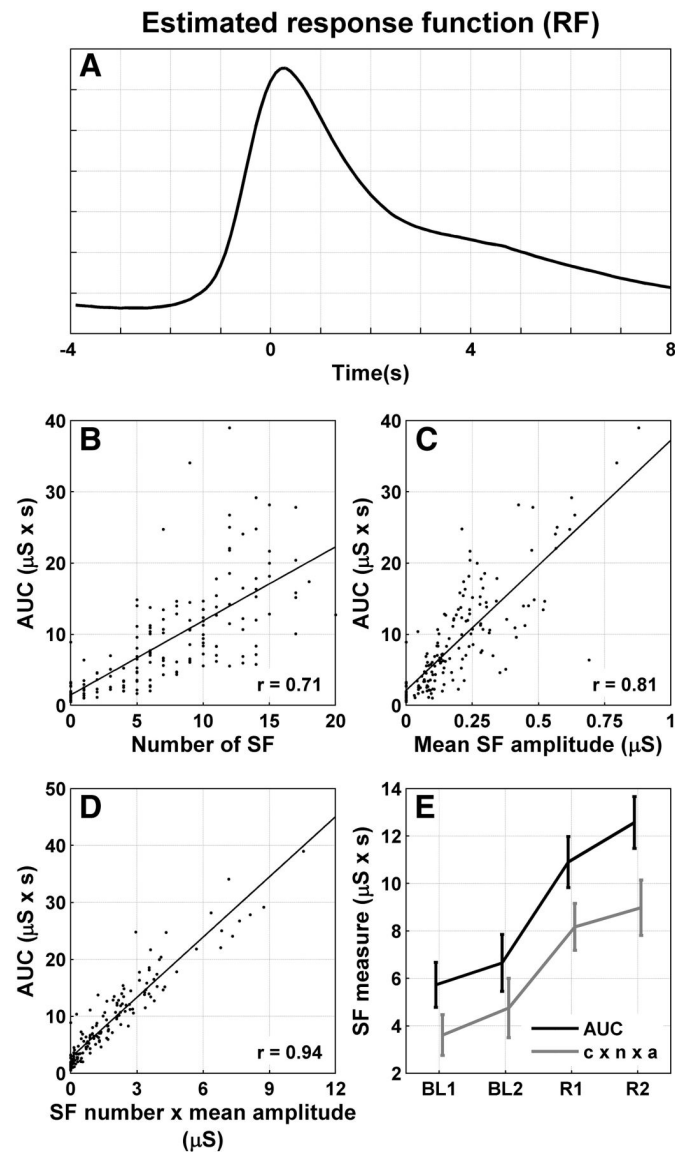 Estimated response function (RF)
A
-4 0 4 8
Time(s)
B
AUC (μS x s)
40
30
20
10
0
r = 0.71
0 5 10 15 20
Number of SF
C
AUC (μS x s)
40
30
20
10
0
r = 0.81
0 0.25 0.5 0.75 1
Mean SF amplitude (μS)
D
AUC (μS x s)
50
40
30
20
10
0
r = 0.94
0 3 6 9 12
SF number x mean amplitude
(μS)
E
SF measure (μS x s)
14
12
10
8
6
4
2
AUC
c x n x a
BL1 BL2 R1 R2